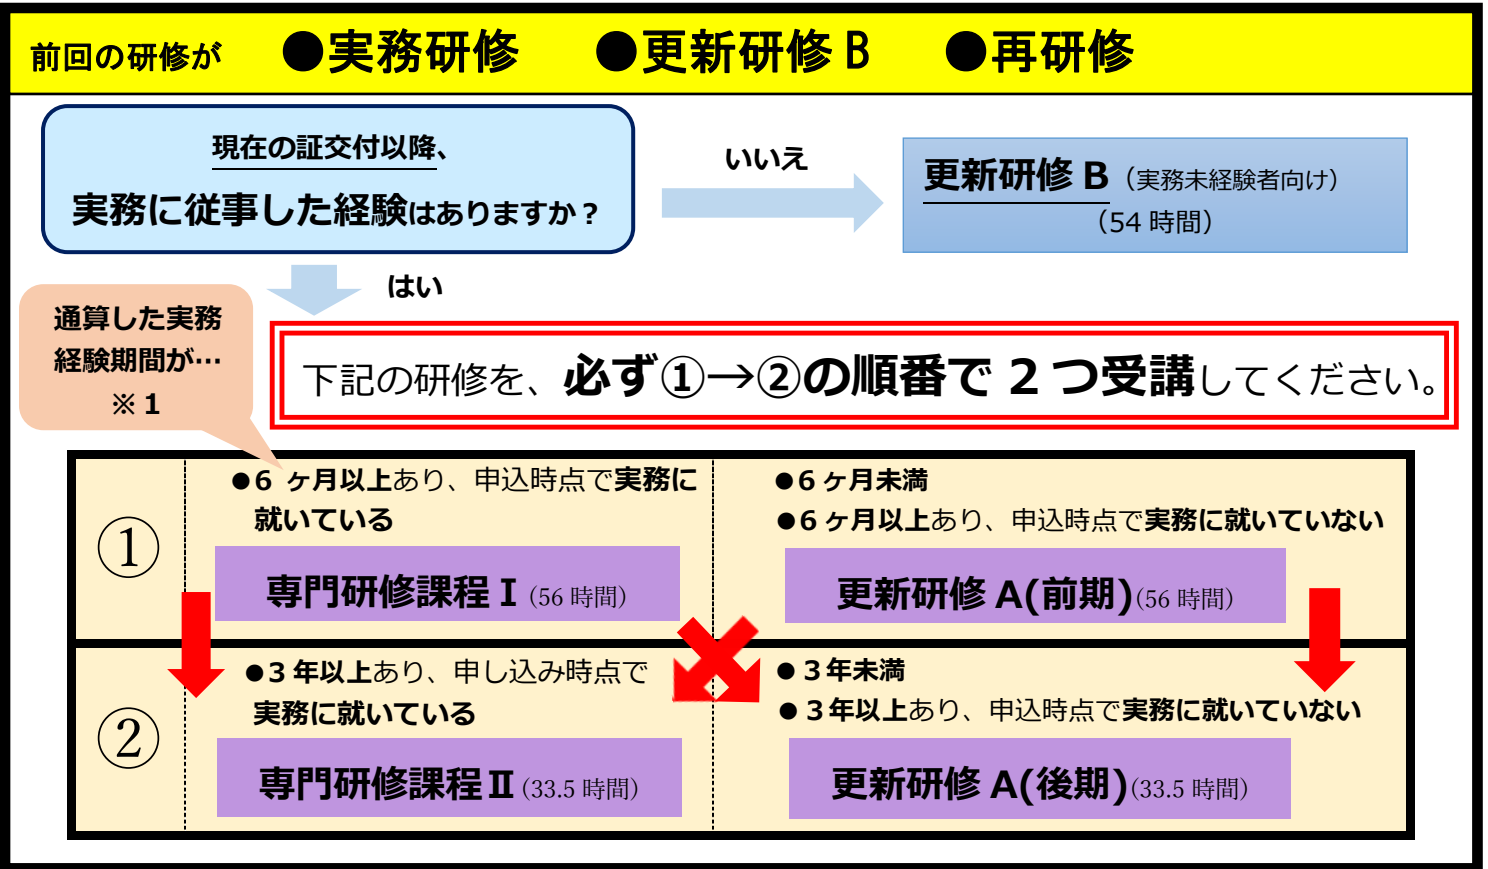 前回の研修が ●実務研修 ●更新研修B ●再研修
現在の証交付以降、
実務に従事した経験はありますか？
いいえ
更新研修 B（実務未経験者向け）
（54 時間）
はい
通算した実務
経験期間が…
※１
下記の研修を、必ず①→②の順番で２つ受講してください。
①
●6 ヶ月以上あり、申込時点で実務に
就いている
専門研修課程Ⅰ（56 時間）
●6 ヶ月未満
●6 ヶ月以上あり、申込時点で実務に就いていない
更新研修 A(前期)（56 時間）
②
●３年以上あり、申し込み時点で
実務に就いている
専門研修課程Ⅱ（33.5 時間）
●３年未満
●３年以上あり、申込時点で実務に就いていない
更新研修 A(後期)（33.5 時間）